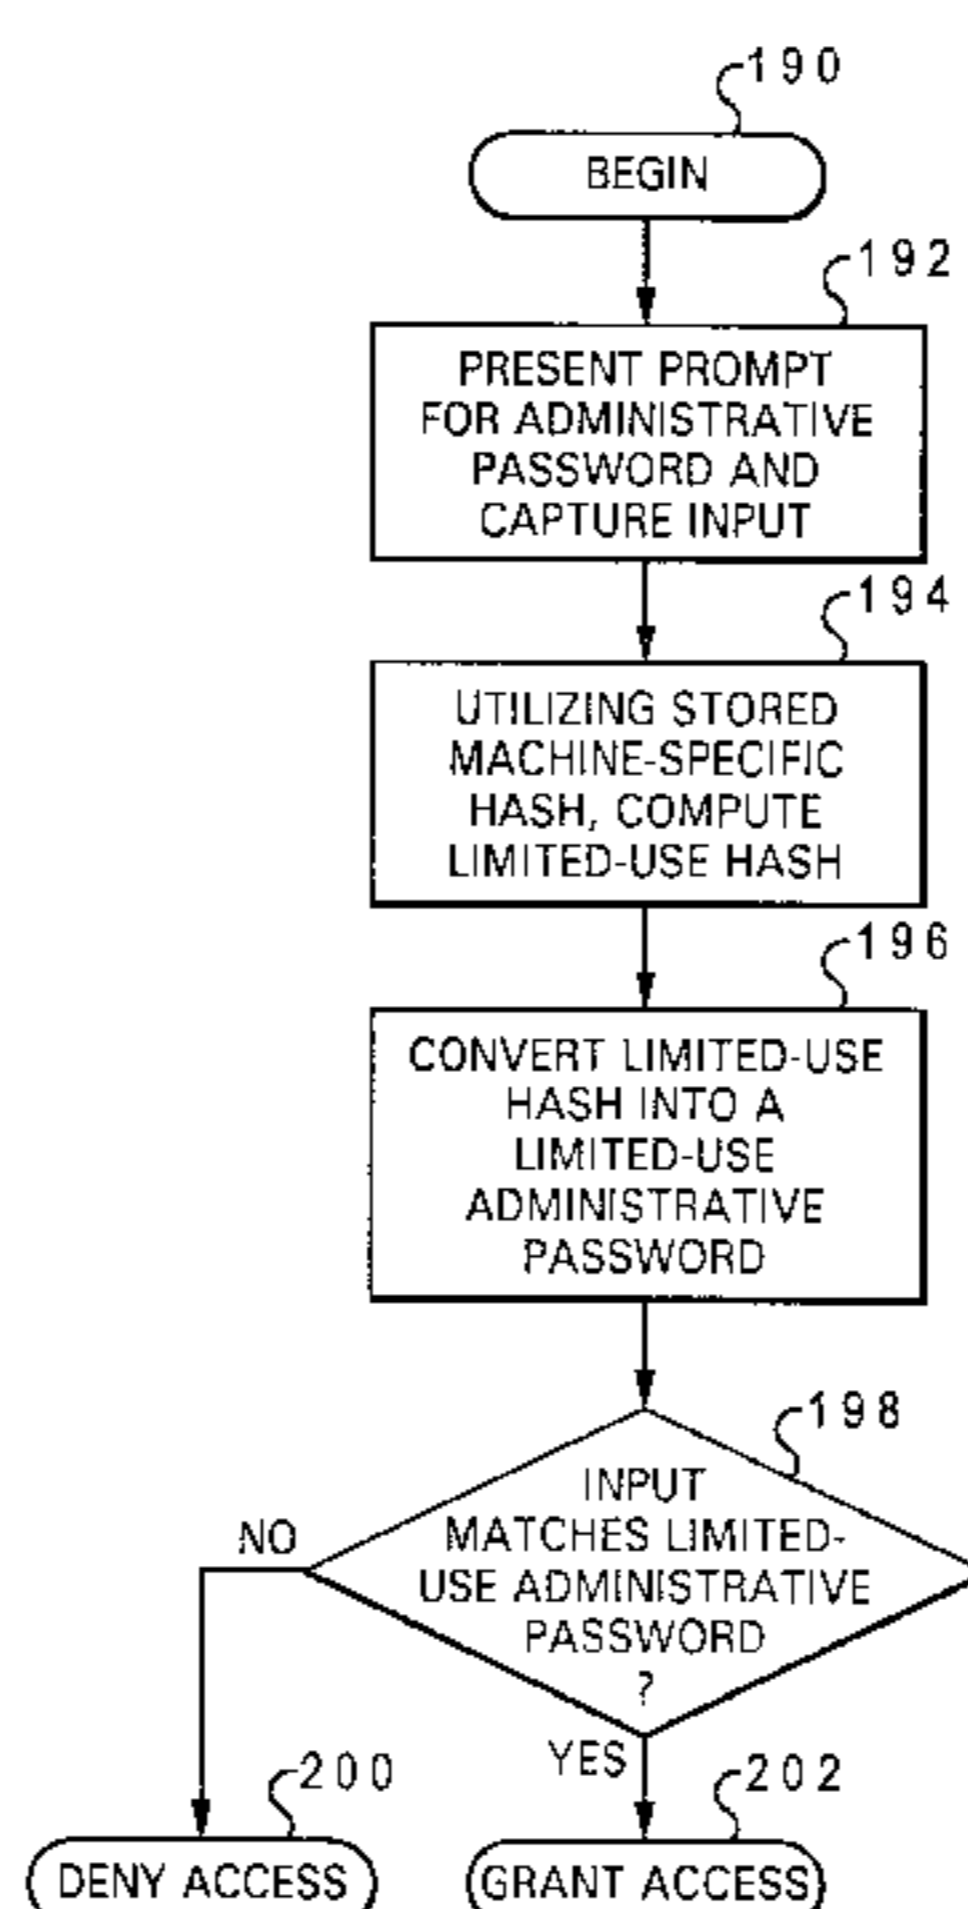 190
BEGIN
192
PRESENT PROMPT
FOR ADMINISTRATIVE
PASSWORD AND
CAPTURE INPUT
194
UTILIZING STORED
MACHINE-SPECIFIC
HASH, COMPUTE
LIMITED-USE HASH
196
CONVERT LIMITED-USE
HASH INTO A
LIMITED-USE
ADMINISTRATIVE
PASSWORD
198
INPUT
MATCHES LIMITED-
USE ADMINISTRATIVE
PASSWORD
?
NO
YES
200
202
DENY ACCESS
GRANT ACCESS